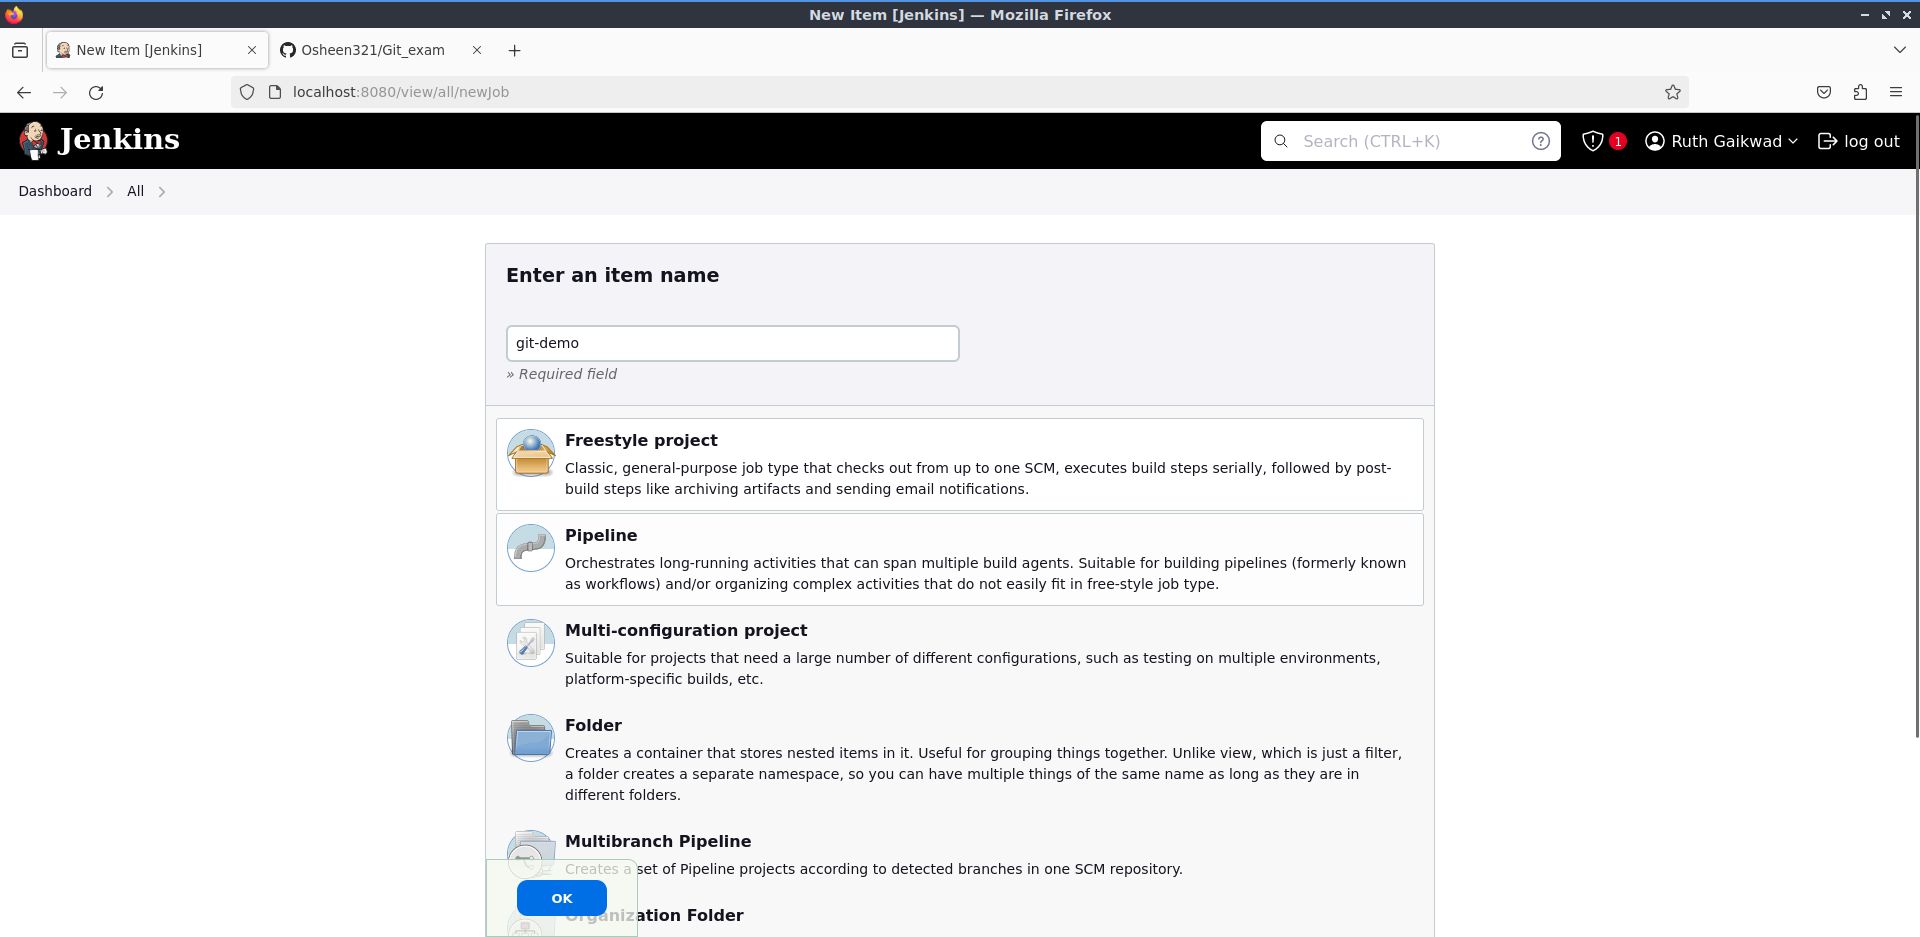 New Item [Jenkins] — Mozilla Firefox
New Item [Jenkins]
Osheen321/Git_exam
localhost:8080/view/all/newJob
Jenkins
Search (CTRL+K)
1
Ruth Gaikwad
log out
Dashboard
All
Enter an item name
git-demo
» Required field
Freestyle project
Classic, general-purpose job type that checks out from up to one SCM, executes build steps serially, followed by post-
build steps like archiving artifacts and sending email notifications.
Pipeline
Orchestrates long-running activities that can span multiple build agents. Suitable for building pipelines (formerly known
as workflows) and/or organizing complex activities that do not easily fit in free-style job type.
Multi-configuration project
Suitable for projects that need a large number of different configurations, such as testing on multiple environments,
platform-specific builds, etc.
Folder
Creates a container that stores nested items in it. Useful for grouping things together. Unlike view, which is just a filter,
a folder creates a separate namespace, so you can have multiple things of the same name as long as they are in
different folders.
Multibranch Pipeline
Creates a set of Pipeline projects according to detected branches in one SCM repository.
OK
Organization Folder